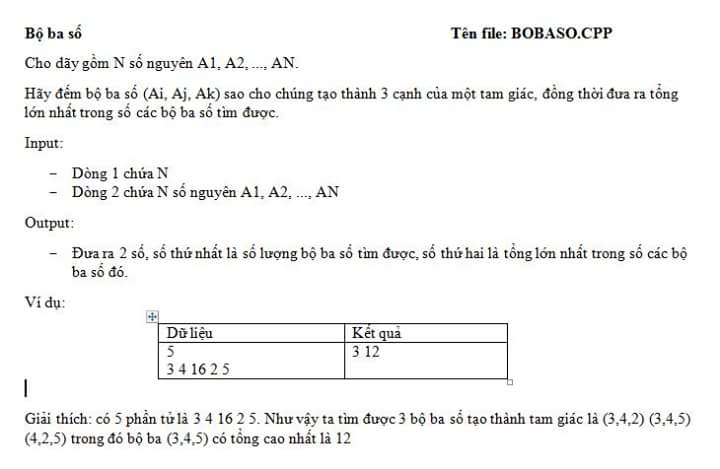 Bộ ba số Tên file: BOBASO.CPP
Cho dãy gồm N số nguyên A1, A2, ..., AN.
Hãy đếm bộ ba số (Ai, Aj, Ak) sao cho chúng tạo thành 3 cạnh của một tam giác, đồng thời đưa ra tổng
lớn nhất trong số các bộ ba số tìm được.
Input:
- Dòng 1 chứa N
- Dòng 2 chứa N số nguyên A1, A2, ..., AN
Output:
- Đưa ra 2 số, số thứ nhất là số lượng bộ ba số tìm được, số thứ hai là tổng lớn nhất trong số các bộ
ba số đó.
Ví dụ:
Dữ liệu Kết quả
5 3 12
3 4 16 2 5
Giải thích: có 5 phần tử là 3 4 16 2 5. Như vậy ta tìm được 3 bộ ba số tạo thành tam giác là (3,4,2) (3,4,5)
(4,2,5) trong đó bộ ba (3,4,5) có tổng cao nhất là 12